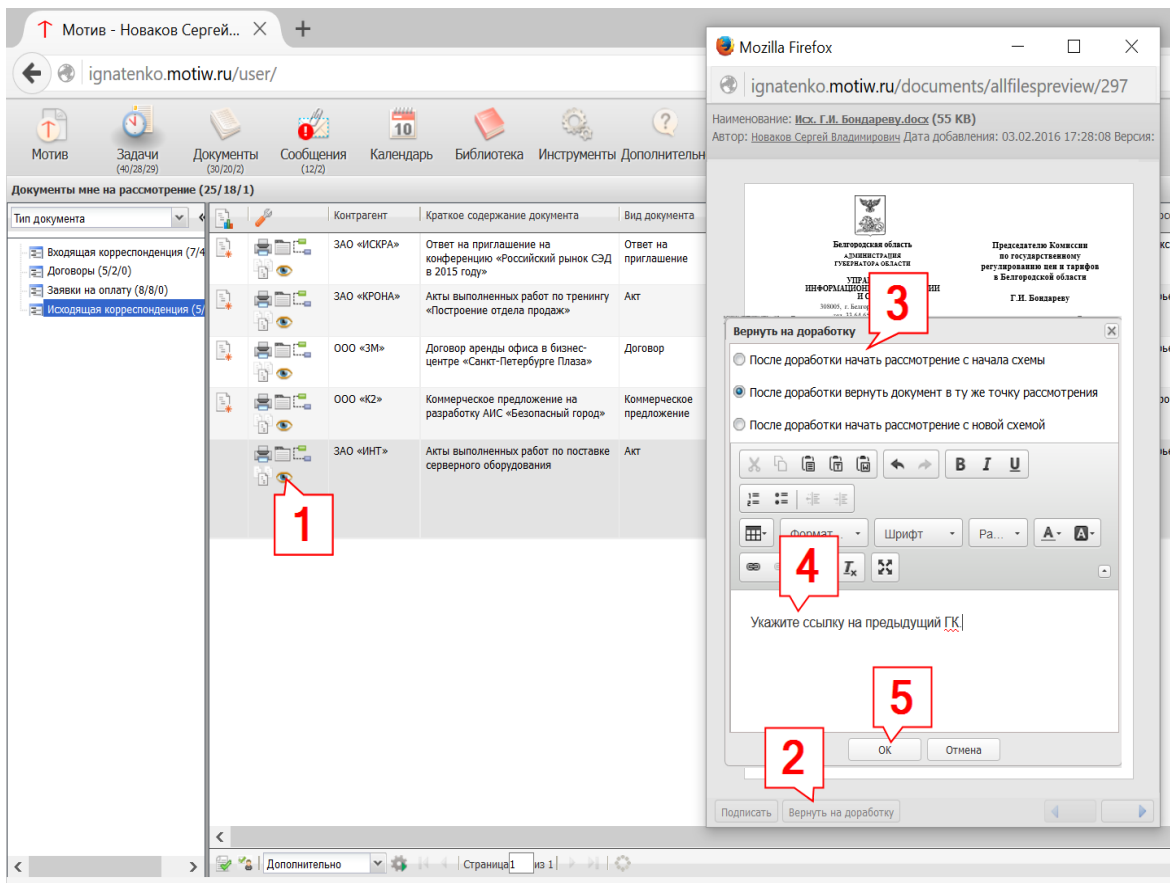 Мотив - Новаков Сергей...
ignatenko.motiw.ru/user/
Мотив
Задачи
(40/28/29)
Документы
(30/20/2)
Сообщения
(12/2)
10
Календарь
Библиотека
Инструменты
Дополнительн
Документы мне на рассмотрение (25/18/1)
Тип документа
Входящая корреспонденция (7/4
Договоры (5/2/0)
Заявки на оплату (8/8/0)
Исходящая корреспонденция (5/
Контрагент
Краткое содержание документа
Вид документа
ЗАО «ИСКРА»
Ответ на приглашение на
конференцию «Российский рынок СЭД
в 2015 году»
Ответ на
приглашение
ЗАО «КРОНА»
Акты выполненных работ по тренингу
«Построение отдела продаж»
Акт
ООО «ЗМ»
Договор аренды офиса в бизнес-
центре «Санкт-Петербурге Плаза»
Договор
ООО «К2»
Коммерческое предложение на
разработку АИС «Безопасный город»
Коммерческое
предложение
ЗАО «ИНТ»
Акты выполненных работ по поставке
серверного оборудования
Акт
1
Дополнительно
Страница 1 из 1
Mozilla Firefox
ignatenko.motiw.ru/documents/allfilespreview/297
Наименование: Исх. Г.И. Бондареву.docx (55 KB)
Автор: Новаков Сергей Владимирович Дата добавления: 03.02.2016 17:28:08 Версия:
Белгородская область
АДМИНИСТРАЦИЯ
ГУБЕРНАТОРА ОБЛАСТИ
Председателю Комиссии
по государственному
регулированию цен и тарифов
в Белгородской области
Г.И. Бондареву
3
Вернуть на доработку
После доработки начать рассмотрение с начала схемы
После доработки вернуть документ в ту же точку рассмотрения
После доработки начать рассмотрение с новой схемой
B I U
Формат...
Шрифт
Ра...
A
A
4
Tx
Укажите ссылку на предыдущий ГК.
5
ОК
Отмена
2
Подписать
Вернуть на доработку